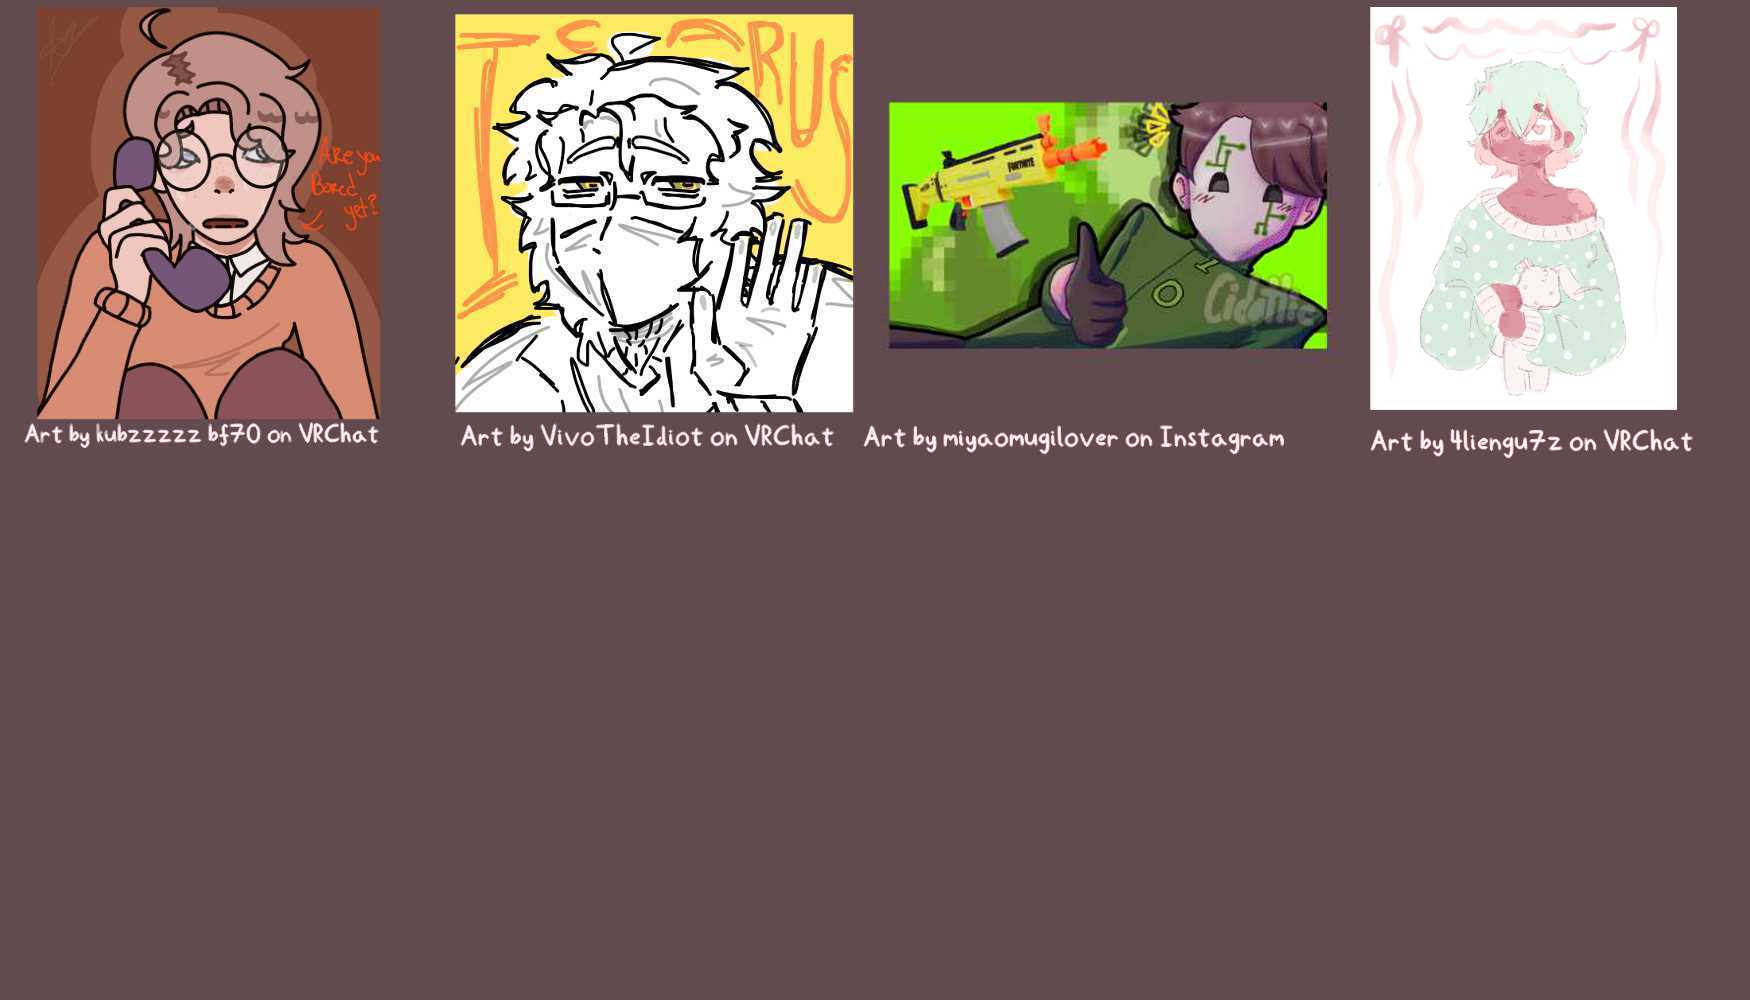 Are you
Bored
yet?
ICARUS
FORTNITE
Art by kubzzzzz bf70 on VRChat
Art by VivoTheIdiot on VRChat
Art by miyaomugilover on Instagram
Art by 4liengu7z on VRChat